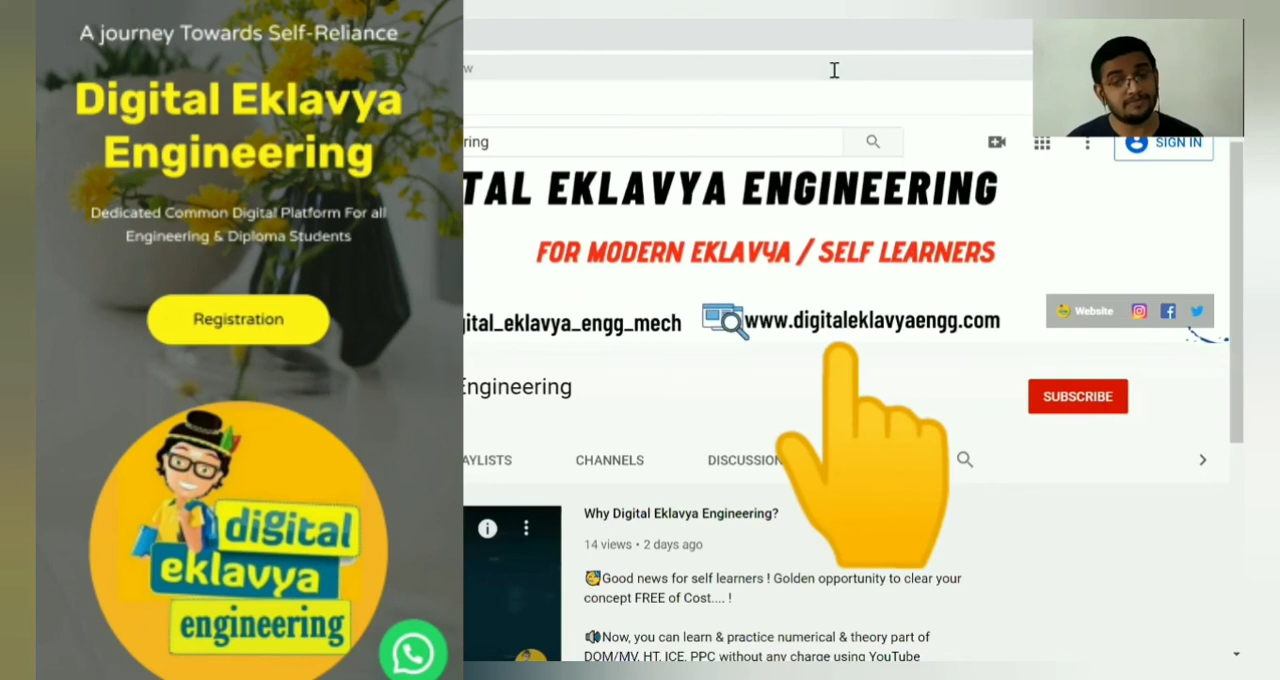 A journey Towards Self-Reliance
Digital Eklavya
Engineering
Dedicated Common Digital Platform For all
Engineering & Diploma Students
Registration
digital
eklavya
engineering
w
ring
SIGN IN
TAL EKLAVYA ENGINEERING
FOR MODERN EKLAVYA / SELF LEARNERS
gital_eklavya_engg_mech
www.digitaleklavyaengg.com
Website
Engineering
SUBSCRIBE
AYLISTS
CHANNELS
DISCUSSION
Why Digital Eklavya Engineering?
14 views • 2 days ago
Good news for self learners ! Golden opportunity to clear your
concept FREE of Cost.... !
Now, you can learn & practice numerical & theory part of
DOM/MV, HT, ICE, PPC without any charge using YouTube